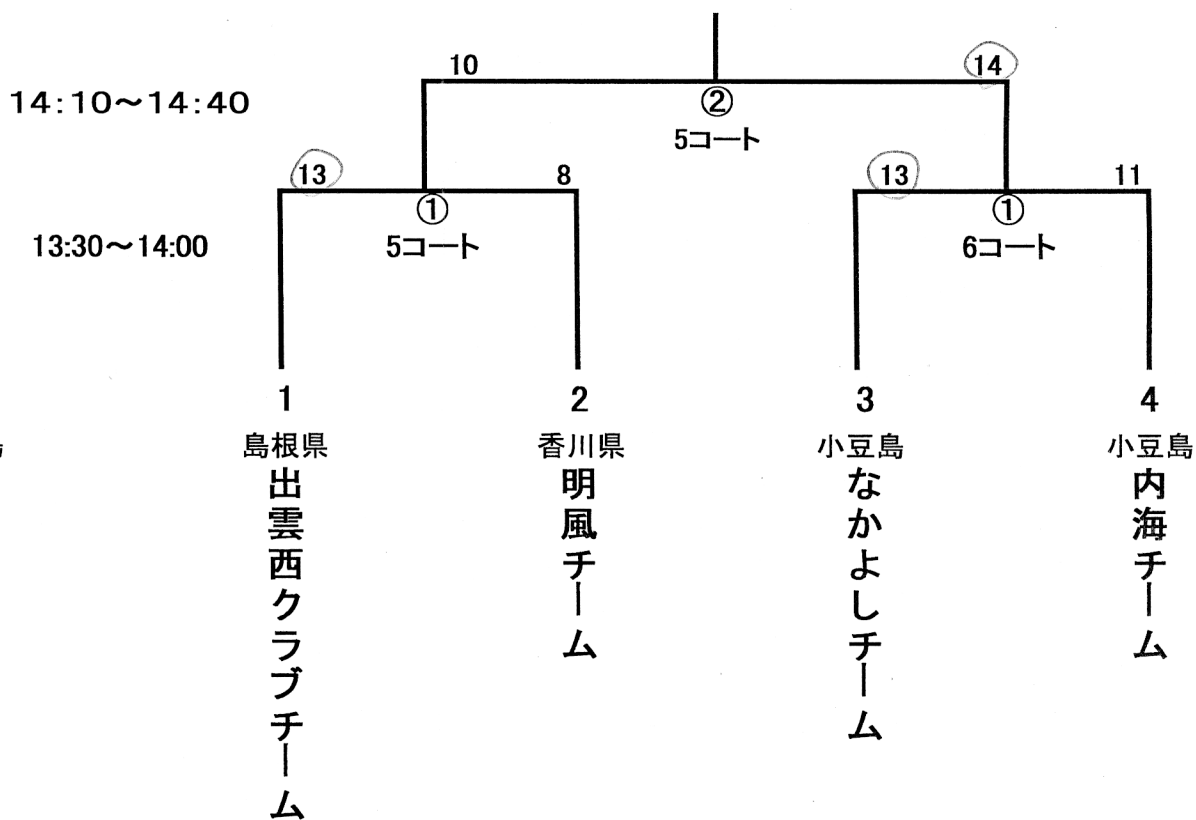 10
14
14:10～14:40
②
5コート
13
8
13
11
①
①
13:30～14:00
5コート
6コート
1
2
3
4
島根県
香川県
小豆島
小豆島
出雲西クラブチーム
明風チーム
なかよしチーム
内海チーム